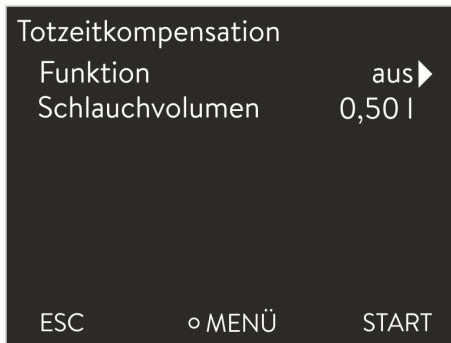 Totzeitkompensation
Funktion aus
Schlauchvolumen 0,50 l
ESC MENÜ START